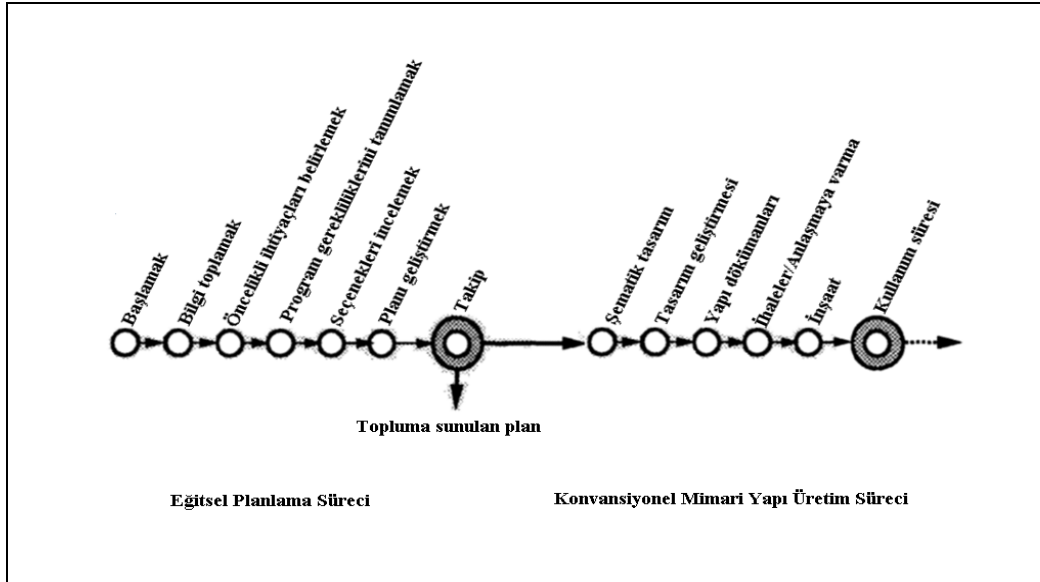 Başlamak
Bilgi toplamak
Öncelikli ihtiyaçları belirlemek
Program gerekliliklerini tanımlamak
Seçenekleri incelemek
Planı geliştirmek
Takip
Şematik tasarım
Tasarım geliştirmesi
Yapı dökümanları
İhaleler/Anlaşmaya varma
İnşaat
Kullanım süresi
Topluma sunulan plan
Eğitsel Planlama Süreci
Konvansiyonel Mimari Yapı Üretim Süreci